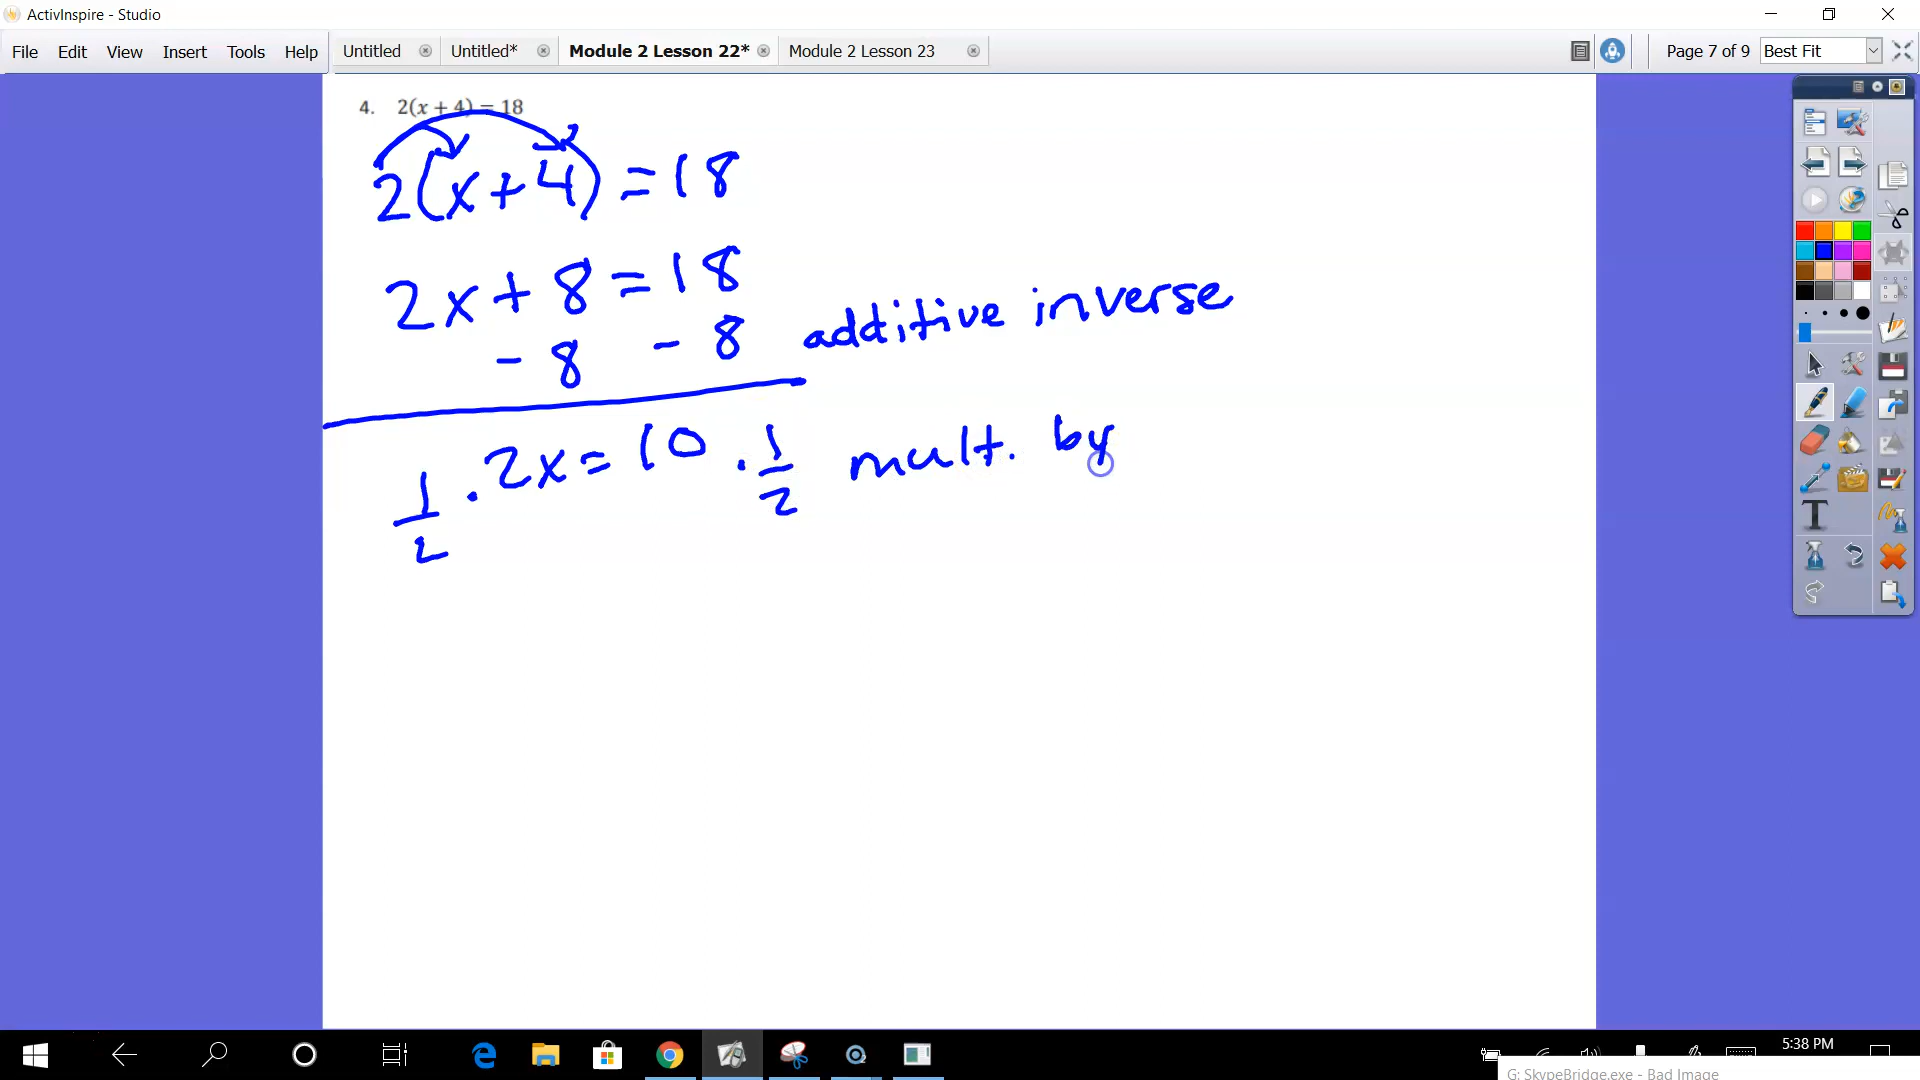 ActivInspire - Studio
File Edit View Insert Tools Help Untitled Untitled* Module 2 Lesson 22* Module 2 Lesson 23 Page 7 of 9 Best Fit
4. 2(x + 4) = 18
2(x+4) = 18
2x + 8 = 18
- 8 - 8 additive inverse
1/2 · 2x = 10 · 1/2 mult. by
5:38 PM
G: SkypeBridge.exe - Bad Image